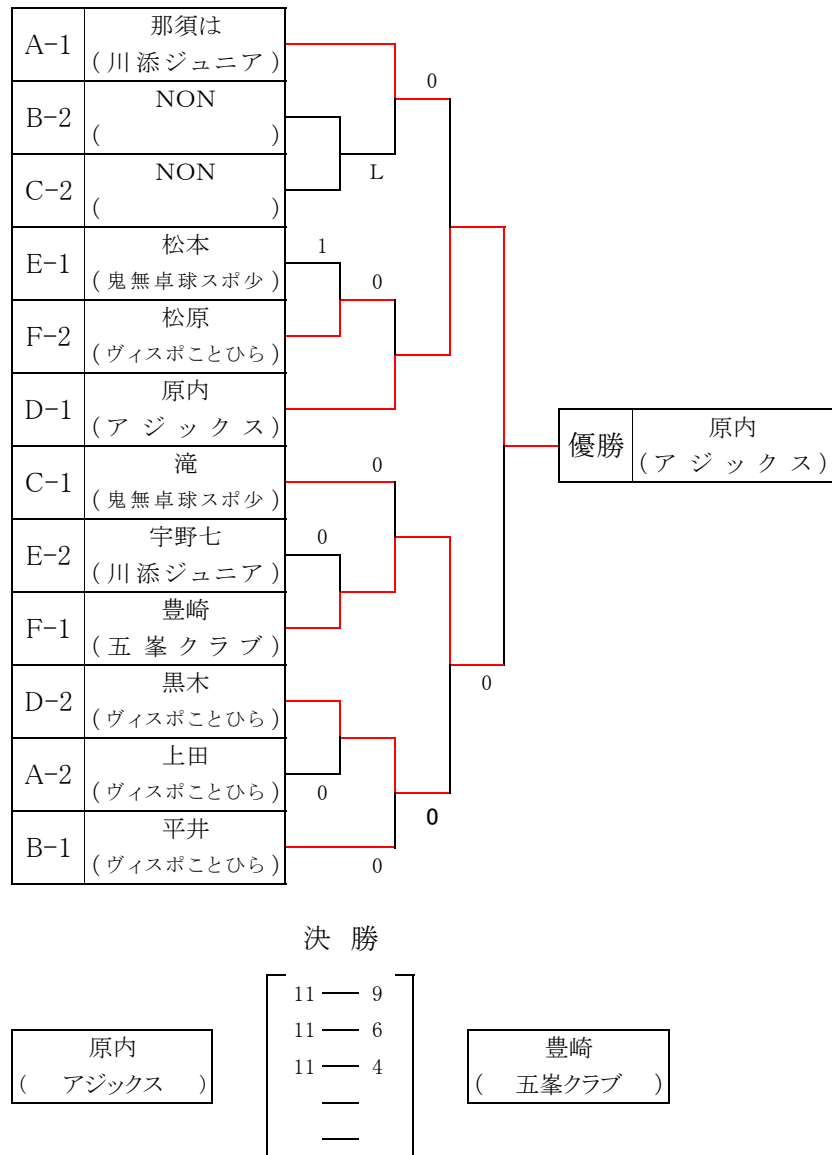 A-1
那須は
(川添ジュニア)
0
B-2
NON
( )
L
C-2
NON
( )
E-1
松本
(鬼無卓球スポ少)
1
0
F-2
松原
(ヴィスポことひら)
D-1
原内
(アジックス)
優勝
原内
(アジックス)
C-1
滝
(鬼無卓球スポ少)
0
E-2
宇野七
(川添ジュニア)
0
F-1
豊崎
(五峯クラブ)
D-2
黒木
(ヴィスポことひら)
0
A-2
上田
(ヴィスポことひら)
0
0
B-1
平井
(ヴィスポことひら)
0
決 勝
11 — 9
11 — 6
11 — 4
—
—
原内
( アジックス )
豊崎
( 五峯クラブ )